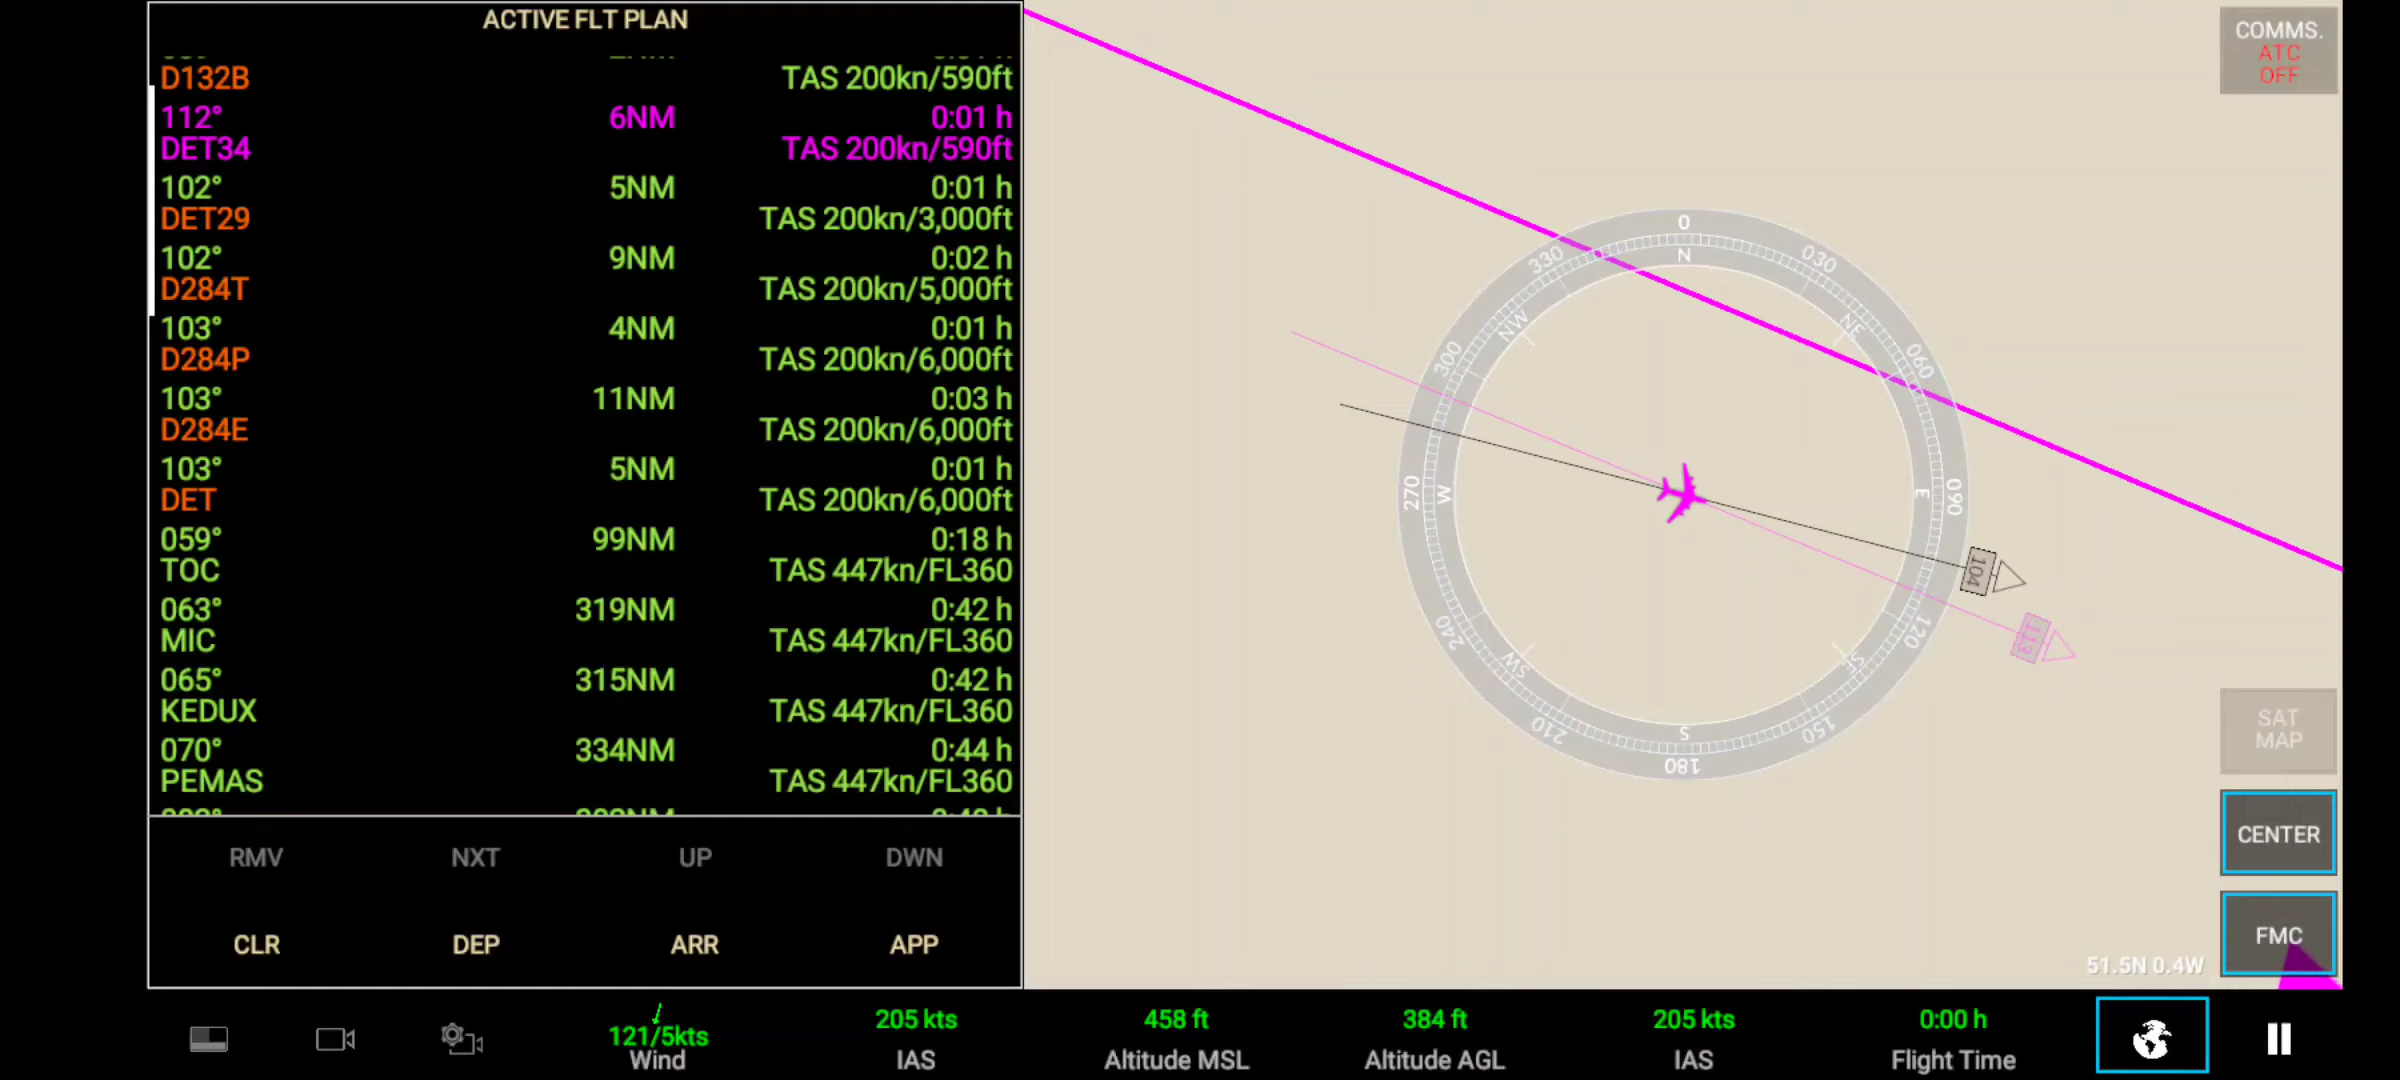 ACTIVE FLT PLAN
D132B TAS 200kn/590ft
112° 6NM 0:01 h
DET34 TAS 200kn/590ft
102° 5NM 0:01 h
DET29 TAS 200kn/3,000ft
102° 9NM 0:02 h
D284T TAS 200kn/5,000ft
103° 4NM 0:01 h
D284P TAS 200kn/6,000ft
103° 11NM 0:03 h
D284E TAS 200kn/6,000ft
103° 5NM 0:01 h
DET TAS 200kn/6,000ft
059° 99NM 0:18 h
TOC TAS 447kn/FL360
063° 319NM 0:42 h
MIC TAS 447kn/FL360
065° 315NM 0:42 h
KEDUX TAS 447kn/FL360
070° 334NM 0:44 h
PEMAS TAS 447kn/FL360
RMV NXT UP DWN
CLR DEP ARR APP
COMMS.
ATC
OFF
0
N
030
NE
060
090
E
120
SE
150
180
S
210
SW
240
270
W
300
NW
330
104
113
SAT
MAP
CENTER
FMC
51.5N 0.4W
121/5kts
Wind
205 kts
IAS
458 ft
Altitude MSL
384 ft
Altitude AGL
205 kts
IAS
0:00 h
Flight Time